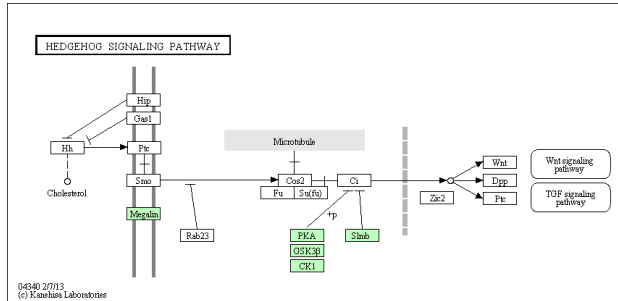 HEDGEHOG SIGNALING PATHWAY
Hip
Gas1
Hh
Ptc
Cholesterol
Smo
Megalin
Rab23
Microtubule
Cos2
Fu
Su(fu)
Ci
+p
PKA
GSK3β
CK1
Slmb
Zic2
Wnt
Dpp
Ptc
Wnt signaling
pathway
TGF signaling
pathway
04340 2/7/13
(c) Kanehisa Laboratories